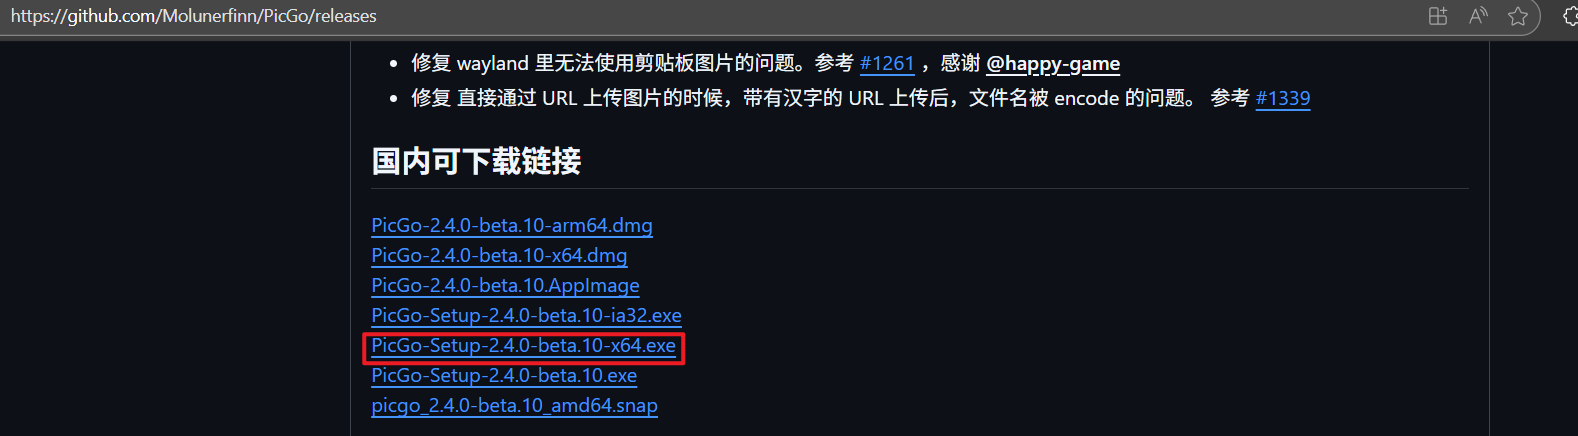 https://github.com/Molunerfinn/PicGo/releases
修复 wayland 里无法使用剪贴板图片的问题。参考 #1261 ，感谢 @happy-game
修复 直接通过 URL 上传图片的时候，带有汉字的 URL 上传后，文件名被 encode 的问题。 参考 #1339
国内可下载链接
PicGo-2.4.0-beta.10-arm64.dmg
PicGo-2.4.0-beta.10-x64.dmg
PicGo-2.4.0-beta.10.AppImage
PicGo-Setup-2.4.0-beta.10-ia32.exe
PicGo-Setup-2.4.0-beta.10-x64.exe
PicGo-Setup-2.4.0-beta.10.exe
picgo_2.4.0-beta.10_amd64.snap